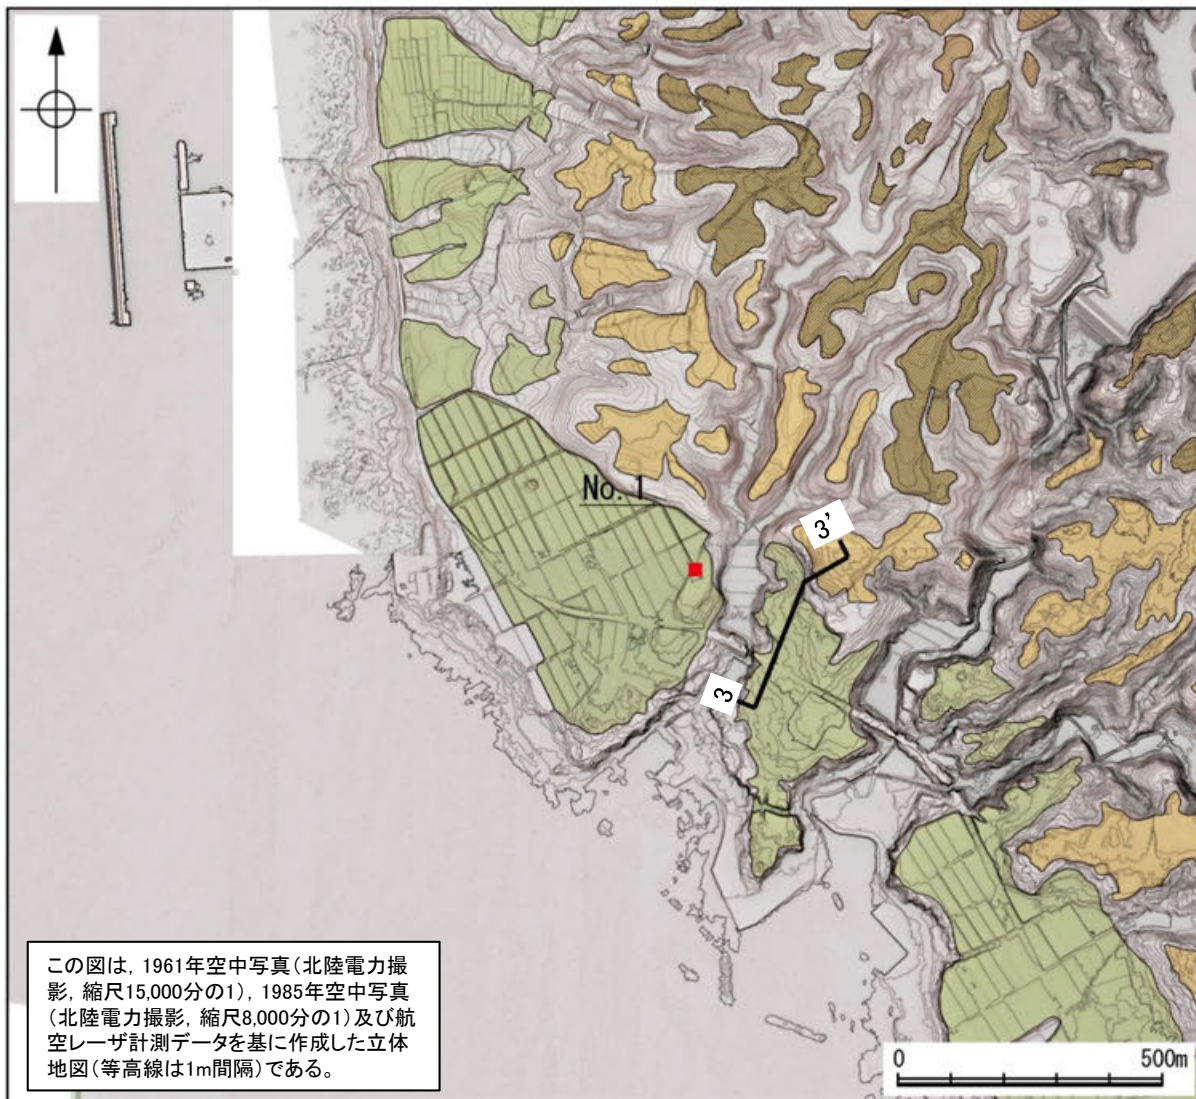 No. 1
3’
3
この図は，1961年空中写真（北陸電力撮
影，縮尺15,000分の1），1985年空中写真
（北陸電力撮影，縮尺8,000分の1）及び航
空レーザ計測データを基に作成した立体
地図（等高線は1m間隔）である。
0 500m